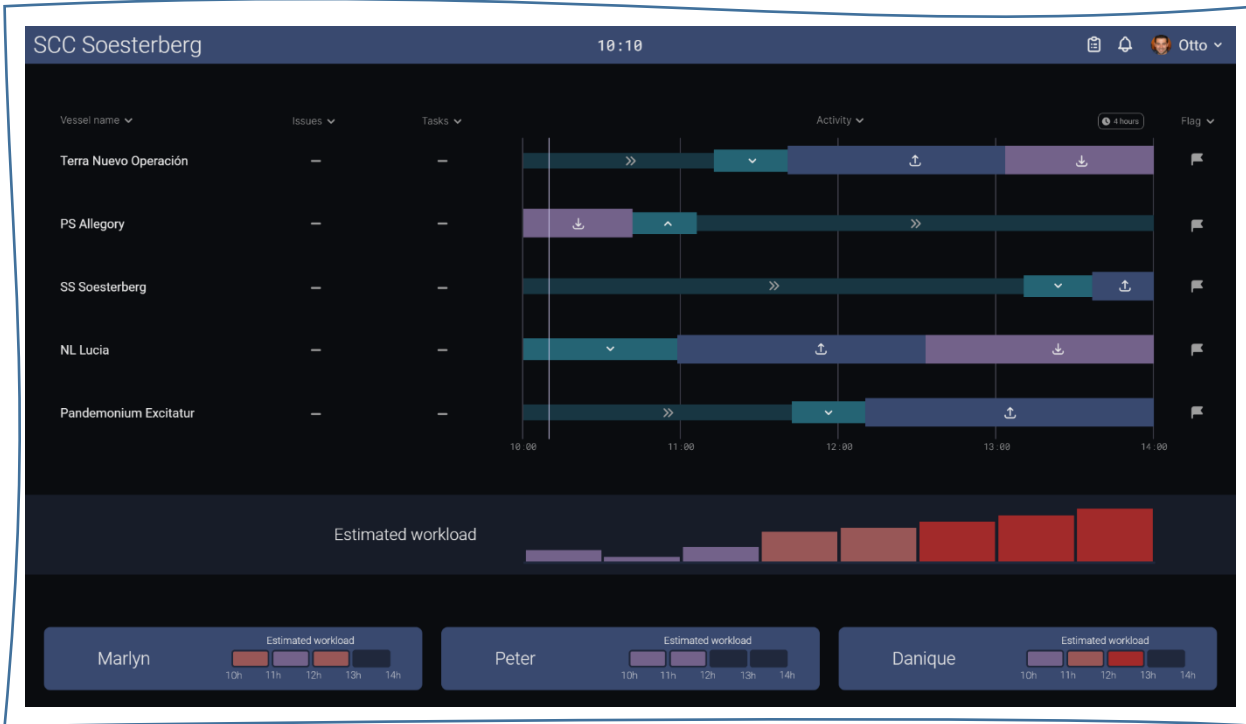 SCC Soesterberg 10:10 Otto
Vessel name Issues Tasks Activity 4 hours Flag
Terra Nuevo Operación – –
PS Allegory – –
SS Soesterberg – –
NL Lucia – –
Pandemonium Excitatur – –
10:00 11:00 12:00 13:00 14:00
Estimated workload
Marlyn
Estimated workload
10h 11h 12h 13h 14h
Peter
Estimated workload
10h 11h 12h 13h 14h
Danique
Estimated workload
10h 11h 12h 13h 14h